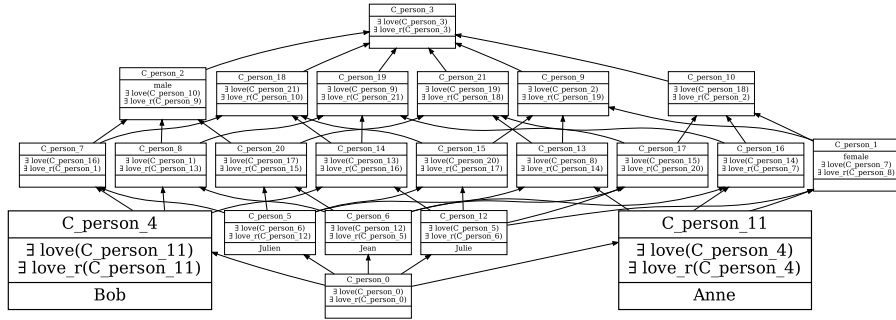 C_person_3
∃ love(C_person_3)
∃ love_r(C_person_3)
C_person_2
male
∃ love(C_person_10)
∃ love_r(C_person_9)
C_person_18
∃ love(C_person_21)
∃ love_r(C_person_10)
C_person_19
∃ love(C_person_9)
∃ love_r(C_person_21)
C_person_21
∃ love(C_person_19)
∃ love_r(C_person_18)
C_person_9
∃ love(C_person_2)
∃ love_r(C_person_19)
C_person_10
∃ love(C_person_18)
∃ love_r(C_person_2)
C_person_7
∃ love(C_person_16)
∃ love_r(C_person_1)
C_person_8
∃ love(C_person_1)
∃ love_r(C_person_13)
C_person_20
∃ love(C_person_17)
∃ love_r(C_person_15)
C_person_14
∃ love(C_person_13)
∃ love_r(C_person_16)
C_person_15
∃ love(C_person_20)
∃ love_r(C_person_17)
C_person_13
∃ love(C_person_8)
∃ love_r(C_person_14)
C_person_17
∃ love(C_person_15)
∃ love_r(C_person_20)
C_person_16
∃ love(C_person_14)
∃ love_r(C_person_7)
C_person_1
female
∃ love(C_person_7)
∃ love_r(C_person_8)
C_person_4
∃ love(C_person_11)
∃ love_r(C_person_11)
Bob
C_person_5
∃ love(C_person_6)
∃ love_r(C_person_12)
Julien
C_person_6
∃ love(C_person_12)
∃ love_r(C_person_5)
Jean
C_person_12
∃ love(C_person_5)
∃ love_r(C_person_6)
Julie
C_person_11
∃ love(C_person_4)
∃ love_r(C_person_4)
Anne
C_person_0
∃ love(C_person_0)
∃ love_r(C_person_0)